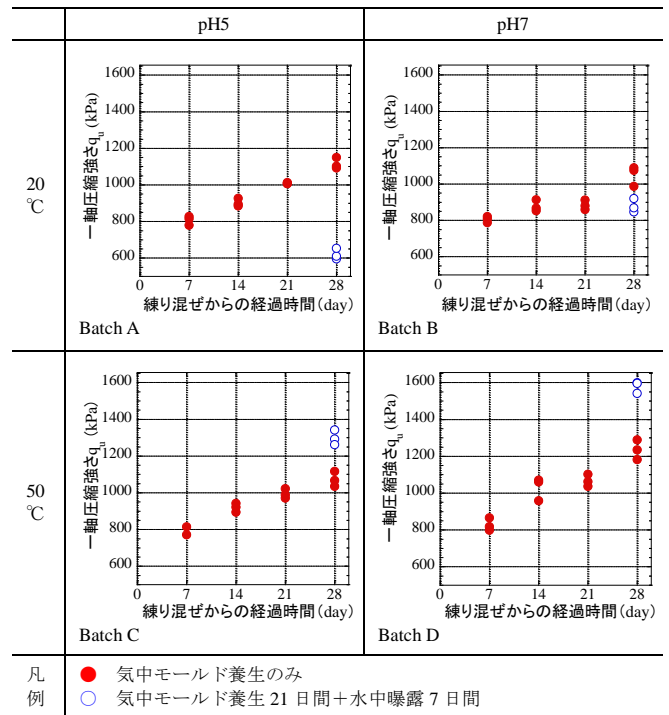 pH5 pH7
20
℃
一軸圧縮強さqu (kPa)
1600
1400
1200
1000
800
600
0 7 14 21 28
練り混ぜからの経過時間(day)
Batch A
一軸圧縮強さqu (kPa)
1600
1400
1200
1000
800
600
0 7 14 21 28
練り混ぜからの経過時間(day)
Batch B
50
℃
一軸圧縮強さqu (kPa)
1600
1400
1200
1000
800
600
0 7 14 21 28
練り混ぜからの経過時間(day)
Batch C
一軸圧縮強さqu (kPa)
1600
1400
1200
1000
800
600
0 7 14 21 28
練り混ぜからの経過時間(day)
Batch D
凡
例
気中モールド養生のみ
気中モールド養生 21 日間＋水中曝露 7 日間